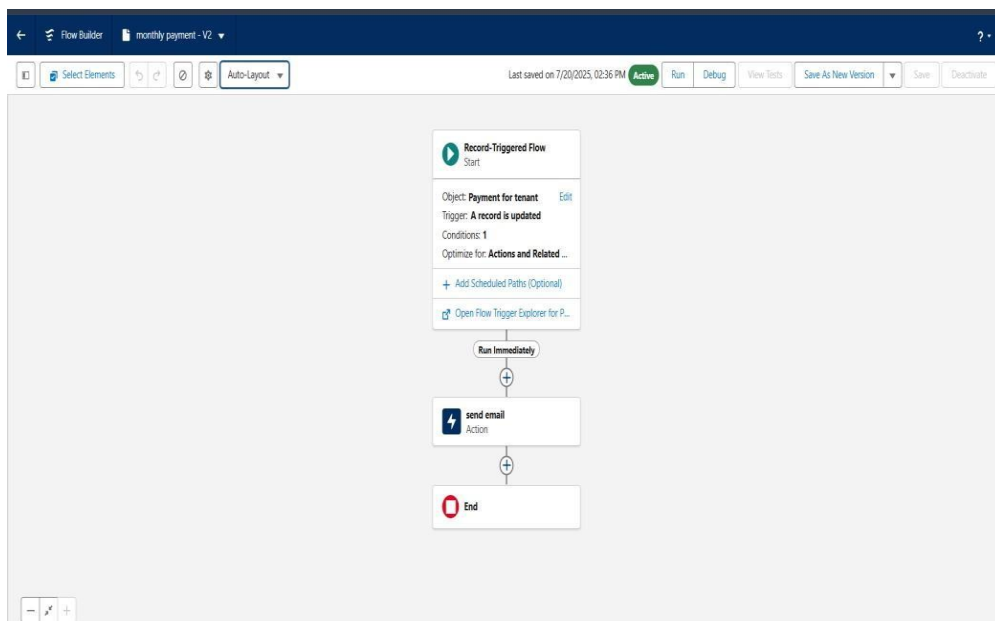 Flow Builder
monthly payment - V2
?
Select Elements
Auto-Layout
Last saved on 7/20/2025, 02:36 PM
Active
Run
Debug
View Tests
Save As New Version
Save
Deactivate
Record-Triggered Flow
Start
Object: Payment for tenant
Edit
Trigger: A record is updated
Conditions: 1
Optimize for: Actions and Related ...
+ Add Scheduled Paths (Optional)
Open Flow Trigger Explorer for P...
Run Immediately
send email
Action
End